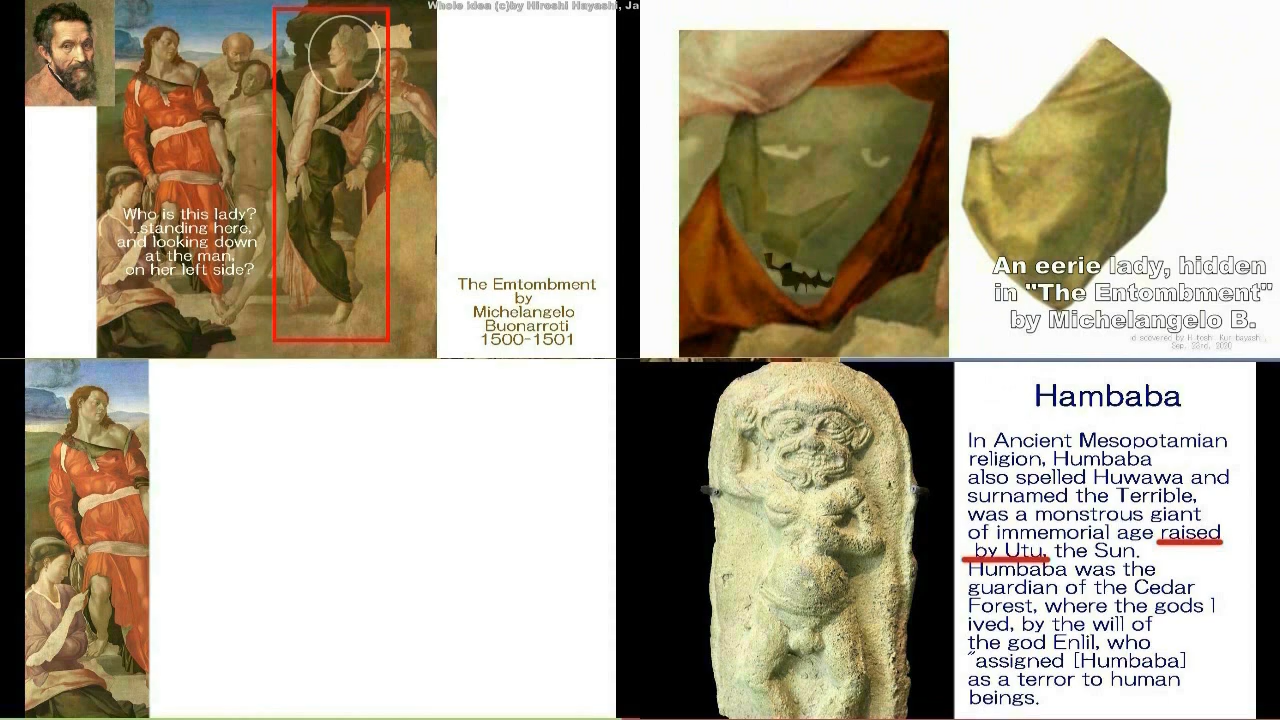 Whole idea (c)by Hiroshi Hayashi, Ja
Who is this lady?
...standing here,
and looking down
at the man,
on her left side?
The Emtombment
by
Michelangelo
Buonarroti
1500-1501
An eerie lady, hidden
in "The Entombment"
by Michelangelo B.
Hambaba
In Ancient Mesopotamian
religion, Humbaba
also spelled Huwawa and
surnamed the Terrible,
was a monstrous giant
of immemorial age raised
by Utu, the Sun.
Humbaba was the
guardian of the Cedar
Forest, where the gods l
ived, by the will of
the god Enlil, who
"assigned [Humbaba]
as a terror to human
beings.